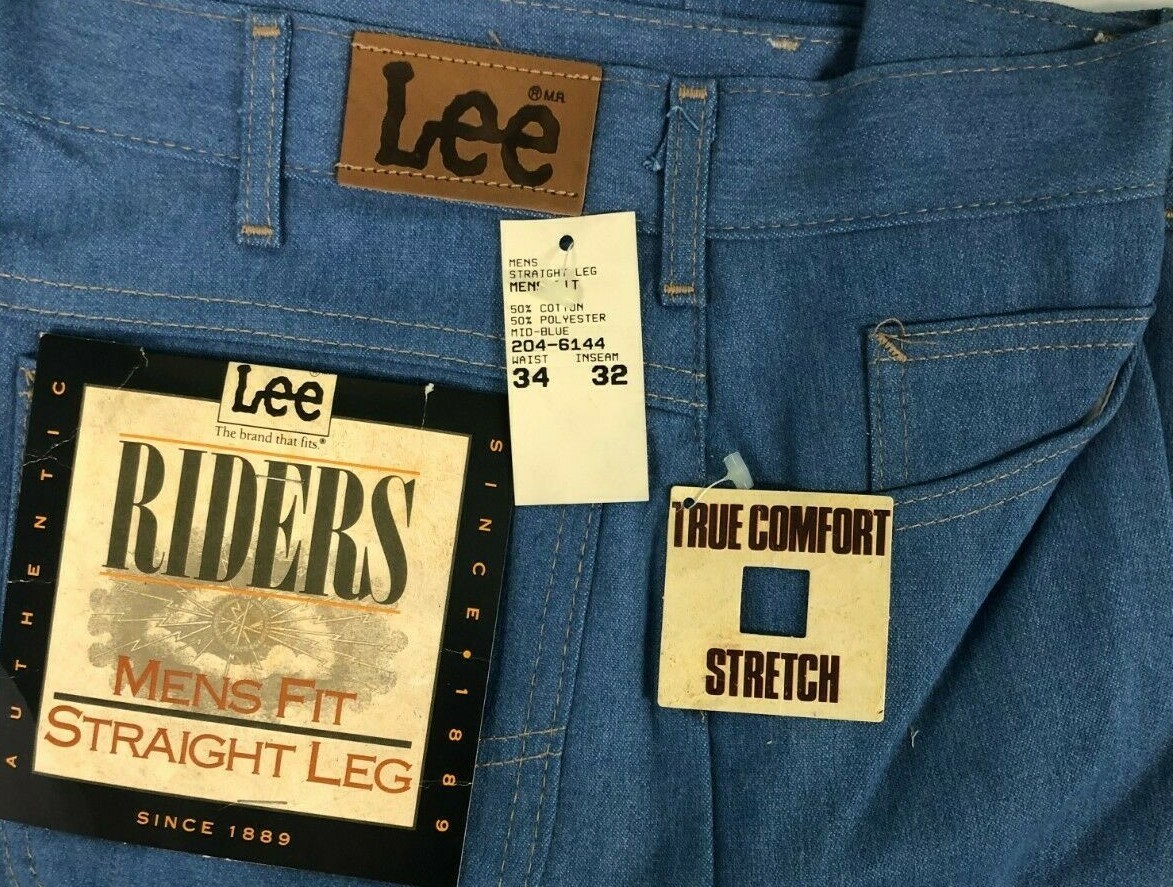 Lee
® M.R.
MENS
STRAIGHT LEG
MENS
50% COTTON
50% POLYESTER
MID-BLUE
204-6144
WAIST INSEAM
34 32
Lee
The brand that fits.®
RIDERS
MENS FIT
STRAIGHT LEG
AUTHENTIC
SINCE • 1889
SINCE 1889
TRUE COMFORT
STRETCH